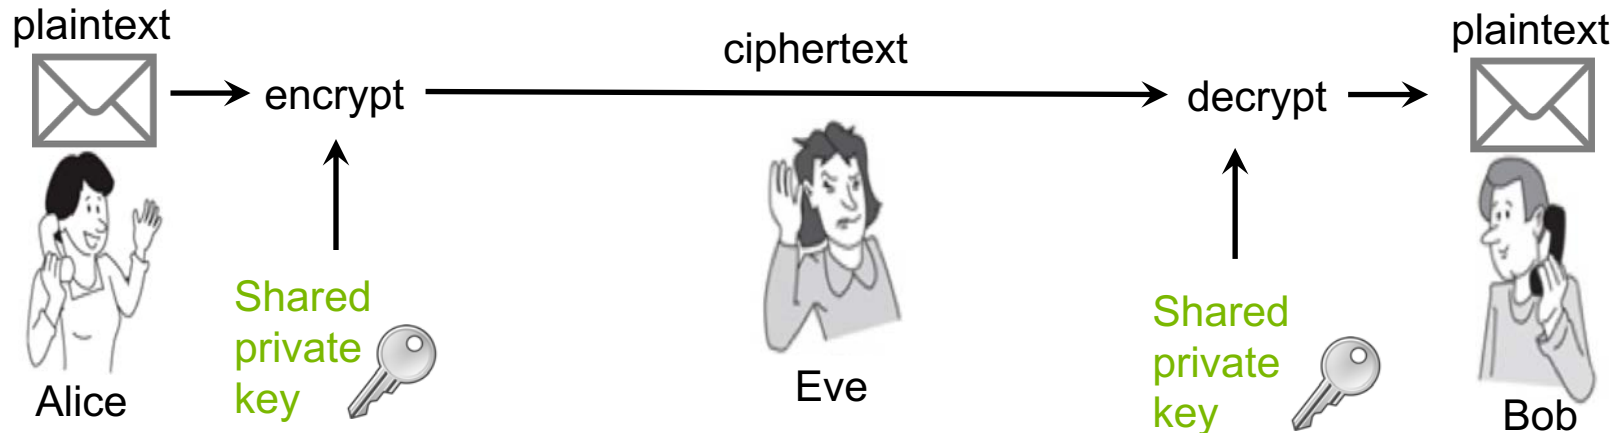 plaintext
ciphertext
plaintext
encrypt
decrypt
Shared
private
key
Shared
private
key
Alice
Eve
Bob